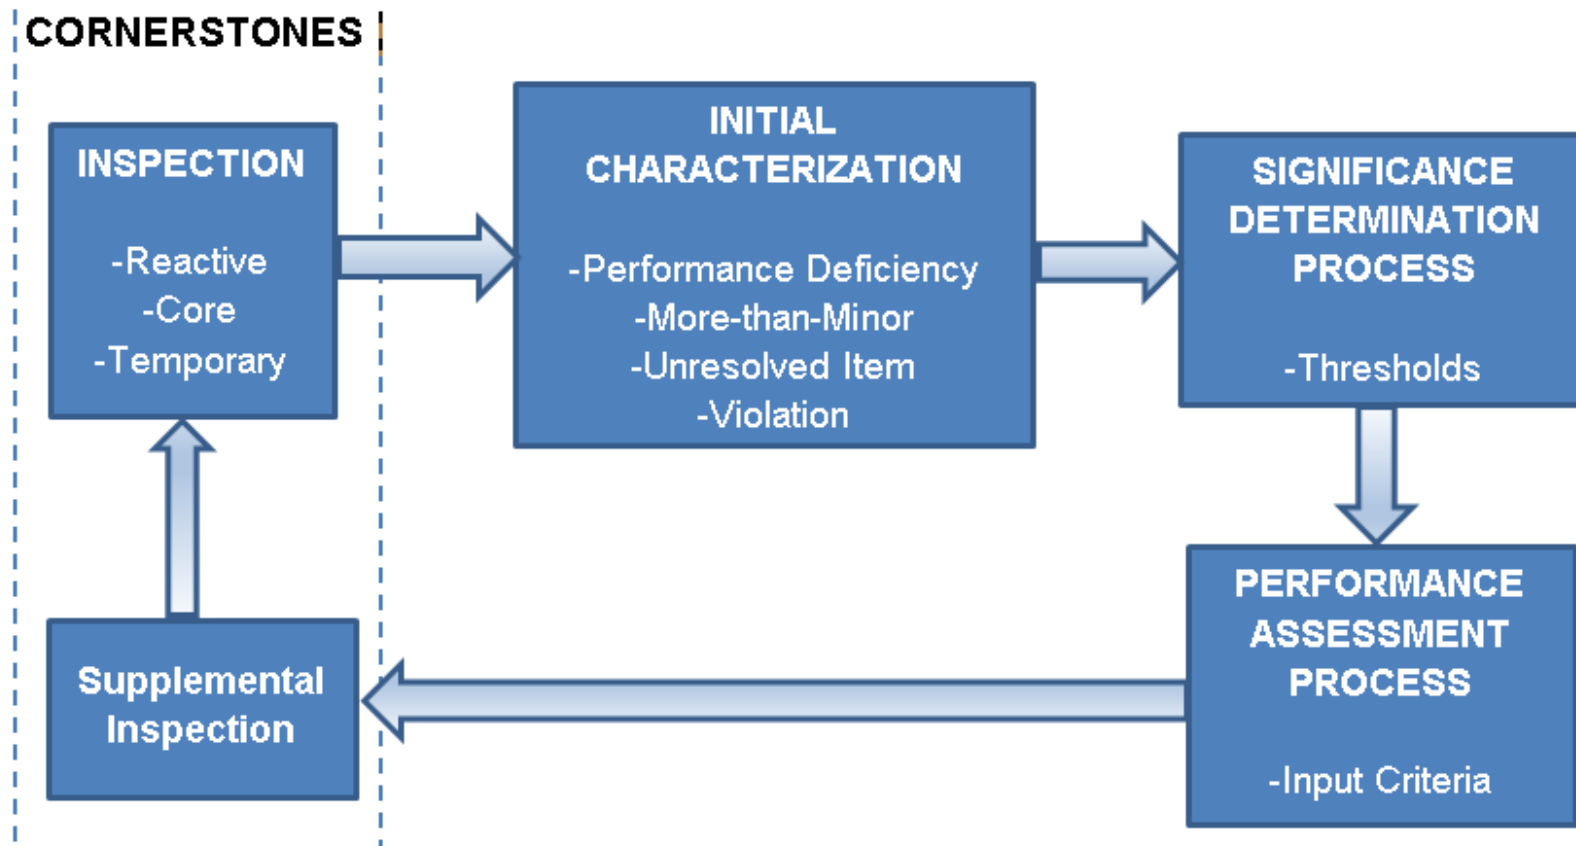 CORNERSTONES
INSPECTION
-Reactive
-Core
-Temporary
INITIAL
CHARACTERIZATION
-Performance Deficiency
-More-than-Minor
-Unresolved Item
-Violation
SIGNIFICANCE
DETERMINATION
PROCESS
-Thresholds
PERFORMANCE
ASSESSMENT
PROCESS
-Input Criteria
Supplemental
Inspection